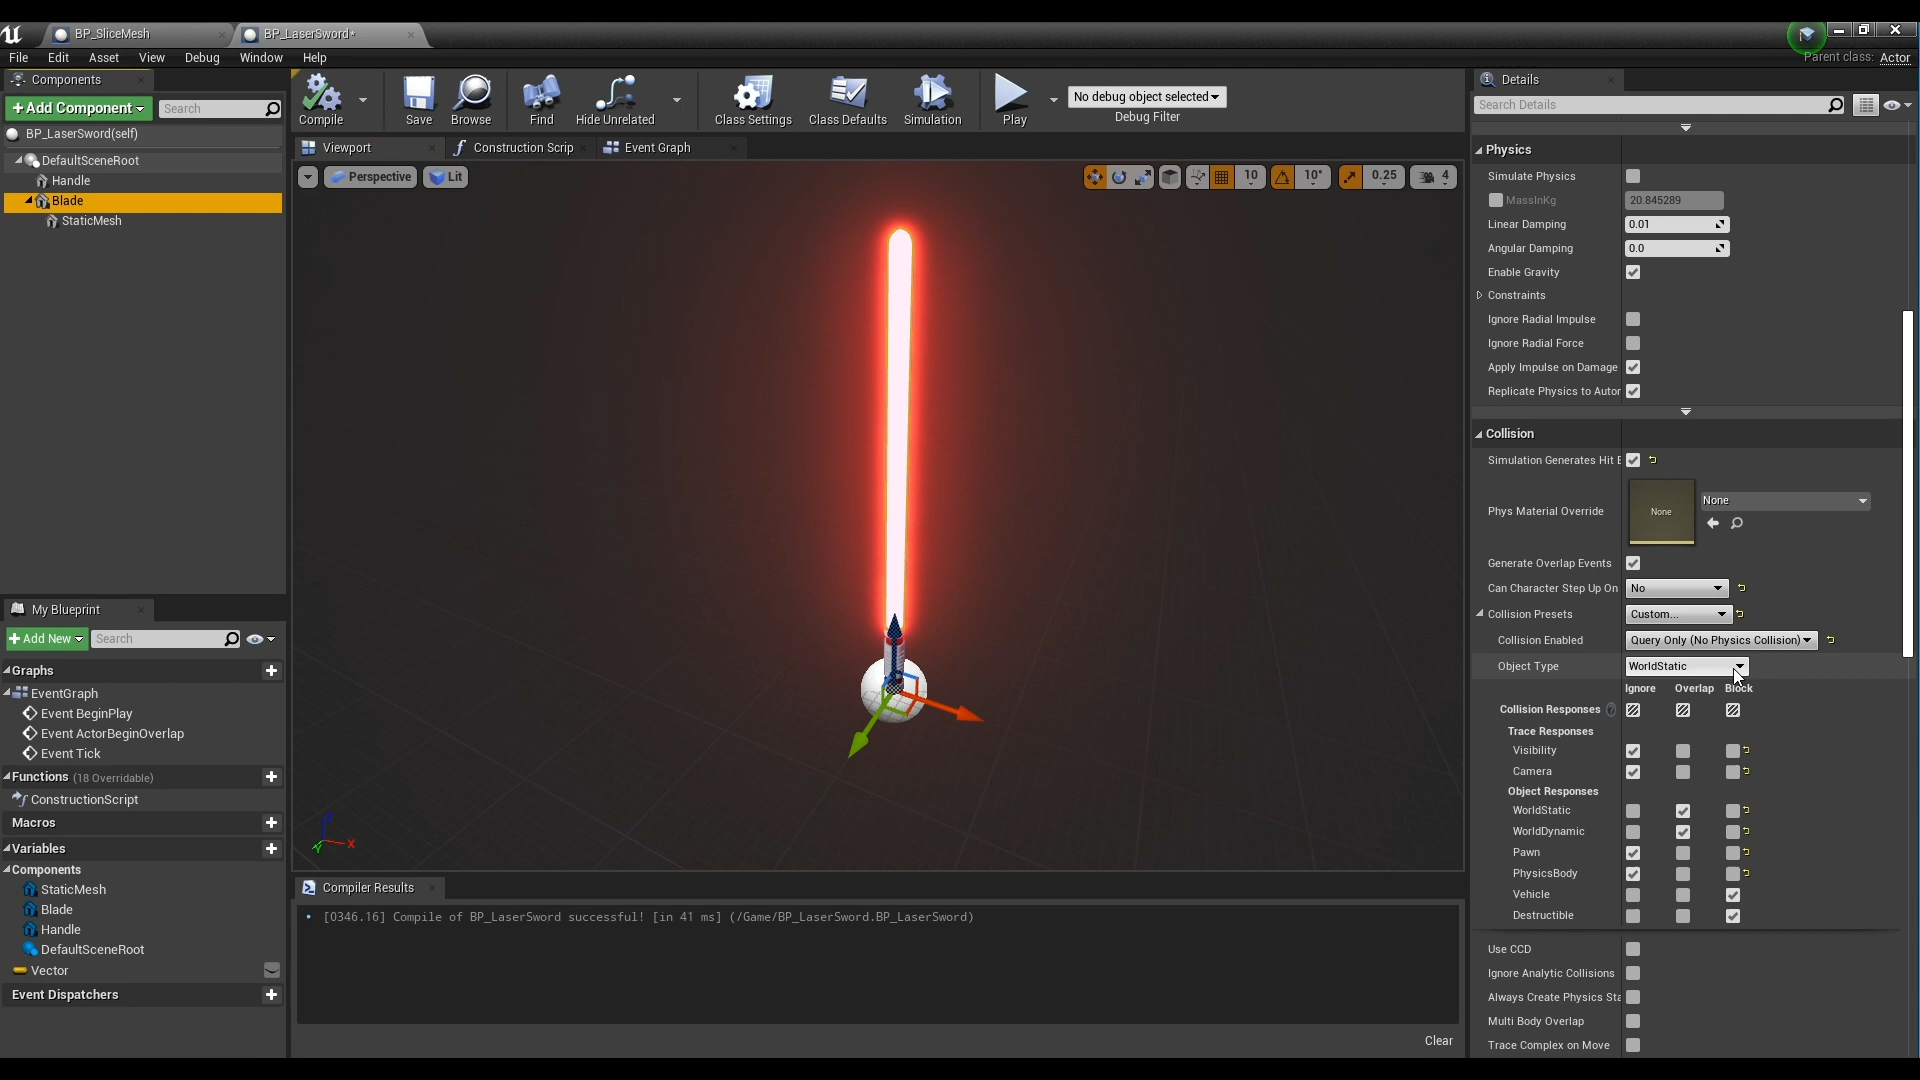 BP_SliceMesh
BP_LaserSword*
File Edit Asset View Debug Window Help
Parent class: Actor
Components
+Add Component
Search
BP_LaserSword(self)
DefaultSceneRoot
Handle
Blade
StaticMesh
My Blueprint
+Add New
Search
Graphs
EventGraph
Event BeginPlay
Event ActorBeginOverlap
Event Tick
Functions (18 Overridable)
ConstructionScript
Macros
Variables
Components
StaticMesh
Blade
Handle
DefaultSceneRoot
Vector
Event Dispatchers
Compile
Save
Browse
Find
Hide Unrelated
Class Settings
Class Defaults
Simulation
Play
No debug object selected
Debug Filter
Viewport
Construction Scrip
Event Graph
Perspective
Lit
10
10°
0.25
4
Z
X
Y
Compiler Results
• [0346.16] Compile of BP_LaserSword successful! [in 41 ms] (/Game/BP_LaserSword.BP_LaserSword)
Clear
Details
Search Details
Physics
Simulate Physics
MassInKg 20.845289
Linear Damping 0.01
Angular Damping 0.0
Enable Gravity
Constraints
Ignore Radial Impulse
Ignore Radial Force
Apply Impulse on Damage
Replicate Physics to Autor
Collision
Simulation Generates Hit E
Phys Material Override None None
Generate Overlap Events
Can Character Step Up On No
Collision Presets Custom...
Collision Enabled Query Only (No Physics Collision)
Object Type WorldStatic
Ignore Overlap Block
Collision Responses
Trace Responses
Visibility
Camera
Object Responses
WorldStatic
WorldDynamic
Pawn
PhysicsBody
Vehicle
Destructible
Use CCD
Ignore Analytic Collisions
Always Create Physics Sta
Multi Body Overlap
Trace Complex on Move